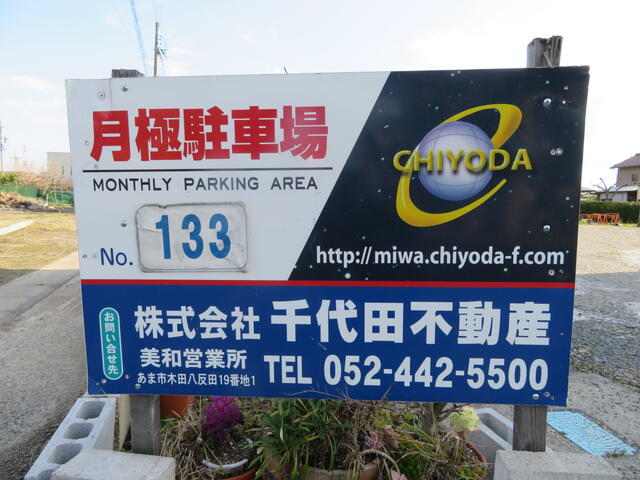 月極駐車場
MONTHLY PARKING AREA
No. 133
CHIYODA
http://miwa.chiyoda-f.com
お問い合せ先
株式会社 千代田不動産
美和営業所
あま市木田八反田19番地1
TEL 052-442-5500